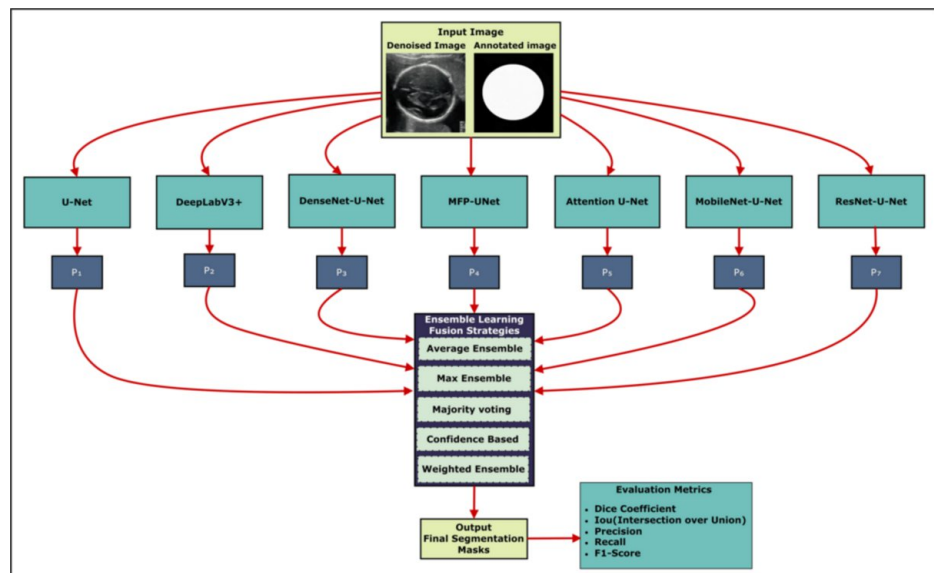 Input Image
Denoised Image Annotated image
U-Net
DeepLabV3+
DenseNet-U-Net
MFP-UNet
Attention U-Net
MobileNet-U-Net
ResNet-U-Net
P₁
P₂
P₃
P₄
P₅
P₆
P₇
Ensemble Learning
Fusion Strategies
Average Ensemble
Max Ensemble
Majority voting
Confidence Based
Weighted Ensemble
Output
Final Segmentation
Masks
Evaluation Metrics
• Dice Coefficient
• Iou(Intersection over Union)
• Precision
• Recall
• F1-Score